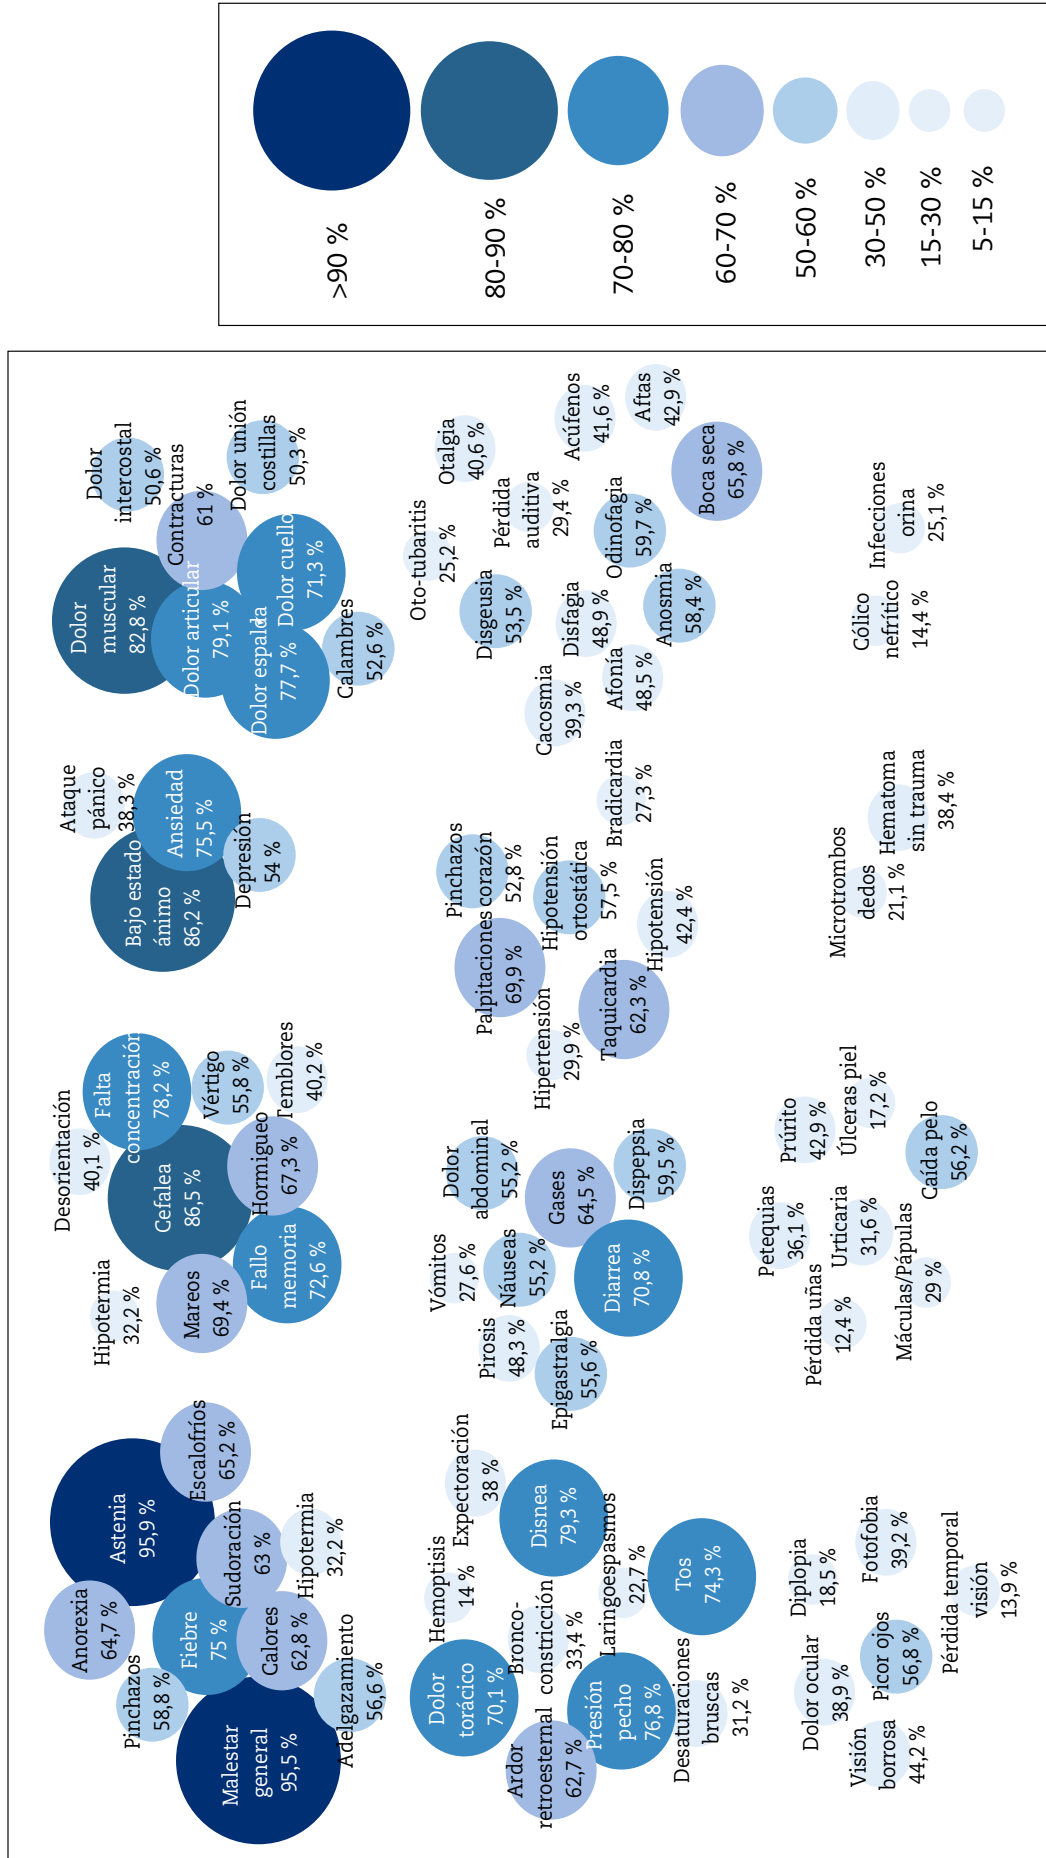 Astenia
95,9 %
Anorexia
64,7 %
Escalofríos
65,2 %
Pinchazos
58,8 %
Fiebre
75 %
Sudoración
63 %
Malestar
general
95,5 %
Calores
62,8 %
Hipotermia
32,2 %
Adelgazamiento
56,6 %
Desorientación
40,1 %
Hipotermia
32,2 %
Falta
concentración
78,2 %
Cefalea
86,5 %
Mareos
69,4 %
Vértigo
55,8 %
Hormigueo
67,3 %
Fallo
memoria
72,6 %
Temblores
40,2 %
Ataque
pánico
38,3 %
Bajo estado
ánimo
86,2 %
Ansiedad
75,5 %
Depresión
54 %
Dolor
muscular
82,8 %
Dolor
intercostal
50,6 %
Contracturas
61 %
Dolor articular
79,1 %
Dolor unión
costillas
50,3 %
Dolor espalda
77,7 %
Dolor cuello
71,3 %
Calambres
52,6 %
Hemoptisis
14 %
Expectoración
38 %
Dolor
torácico
70,1 %
Bronco-
constricción
33,4 %
Disnea
79,3 %
Ardor
retroesternal
62,7 %
Presión
pecho
76,8 %
Laringoespasmos
22,7 %
Desaturaciones
bruscas
31,2 %
Tos
74,3 %
Vómitos
27,6 %
Dolor
abdominal
55,2 %
Pirosis
48,3 %
Náuseas
55,2 %
Epigastralgia
55,6 %
Gases
64,5 %
Diarrea
70,8 %
Dispepsia
59,5 %
Pinchazos
corazón
52,8 %
Palpitaciones
69,9 %
Hipertensión
29,9 %
Hipotensión
ortostática
57,5 %
Taquicardia
62,3 %
Bradicardia
27,3 %
Hipotensión
42,4 %
Oto-tubaritis
25,2 %
Otalgia
40,6 %
Disgeusia
53,5 %
Pérdida
auditiva
29,4 %
Cacosmia
39,3 %
Disfagia
48,9 %
Acúfenos
41,6 %
Afonía
48,5 %
Odinofagia
59,7 %
Aftas
42,9 %
Anosmia
58,4 %
Boca seca
65,8 %
Diplopia
18,5 %
Dolor ocular
38,9 %
Fotofobia
39,2 %
Visión
borrosa
44,2 %
Picor ojos
56,8 %
Pérdida temporal
visión
13,9 %
Petequias
36,1 %
Prúrito
42,9 %
Pérdida uñas
12,4 %
Urticaria
31,6 %
Úlceras piel
17,2 %
Máculas/Pápulas
29 %
Caída pelo
56,2 %
Microtrombos
dedos
21,1 %
Hematoma
sin trauma
38,4 %
Cólico
nefrítico
14,4 %
Infecciones
orina
25,1 %
>90 %
80-90 %
70-80 %
60-70 %
50-60 %
30-50 %
15-30 %
5-15 %